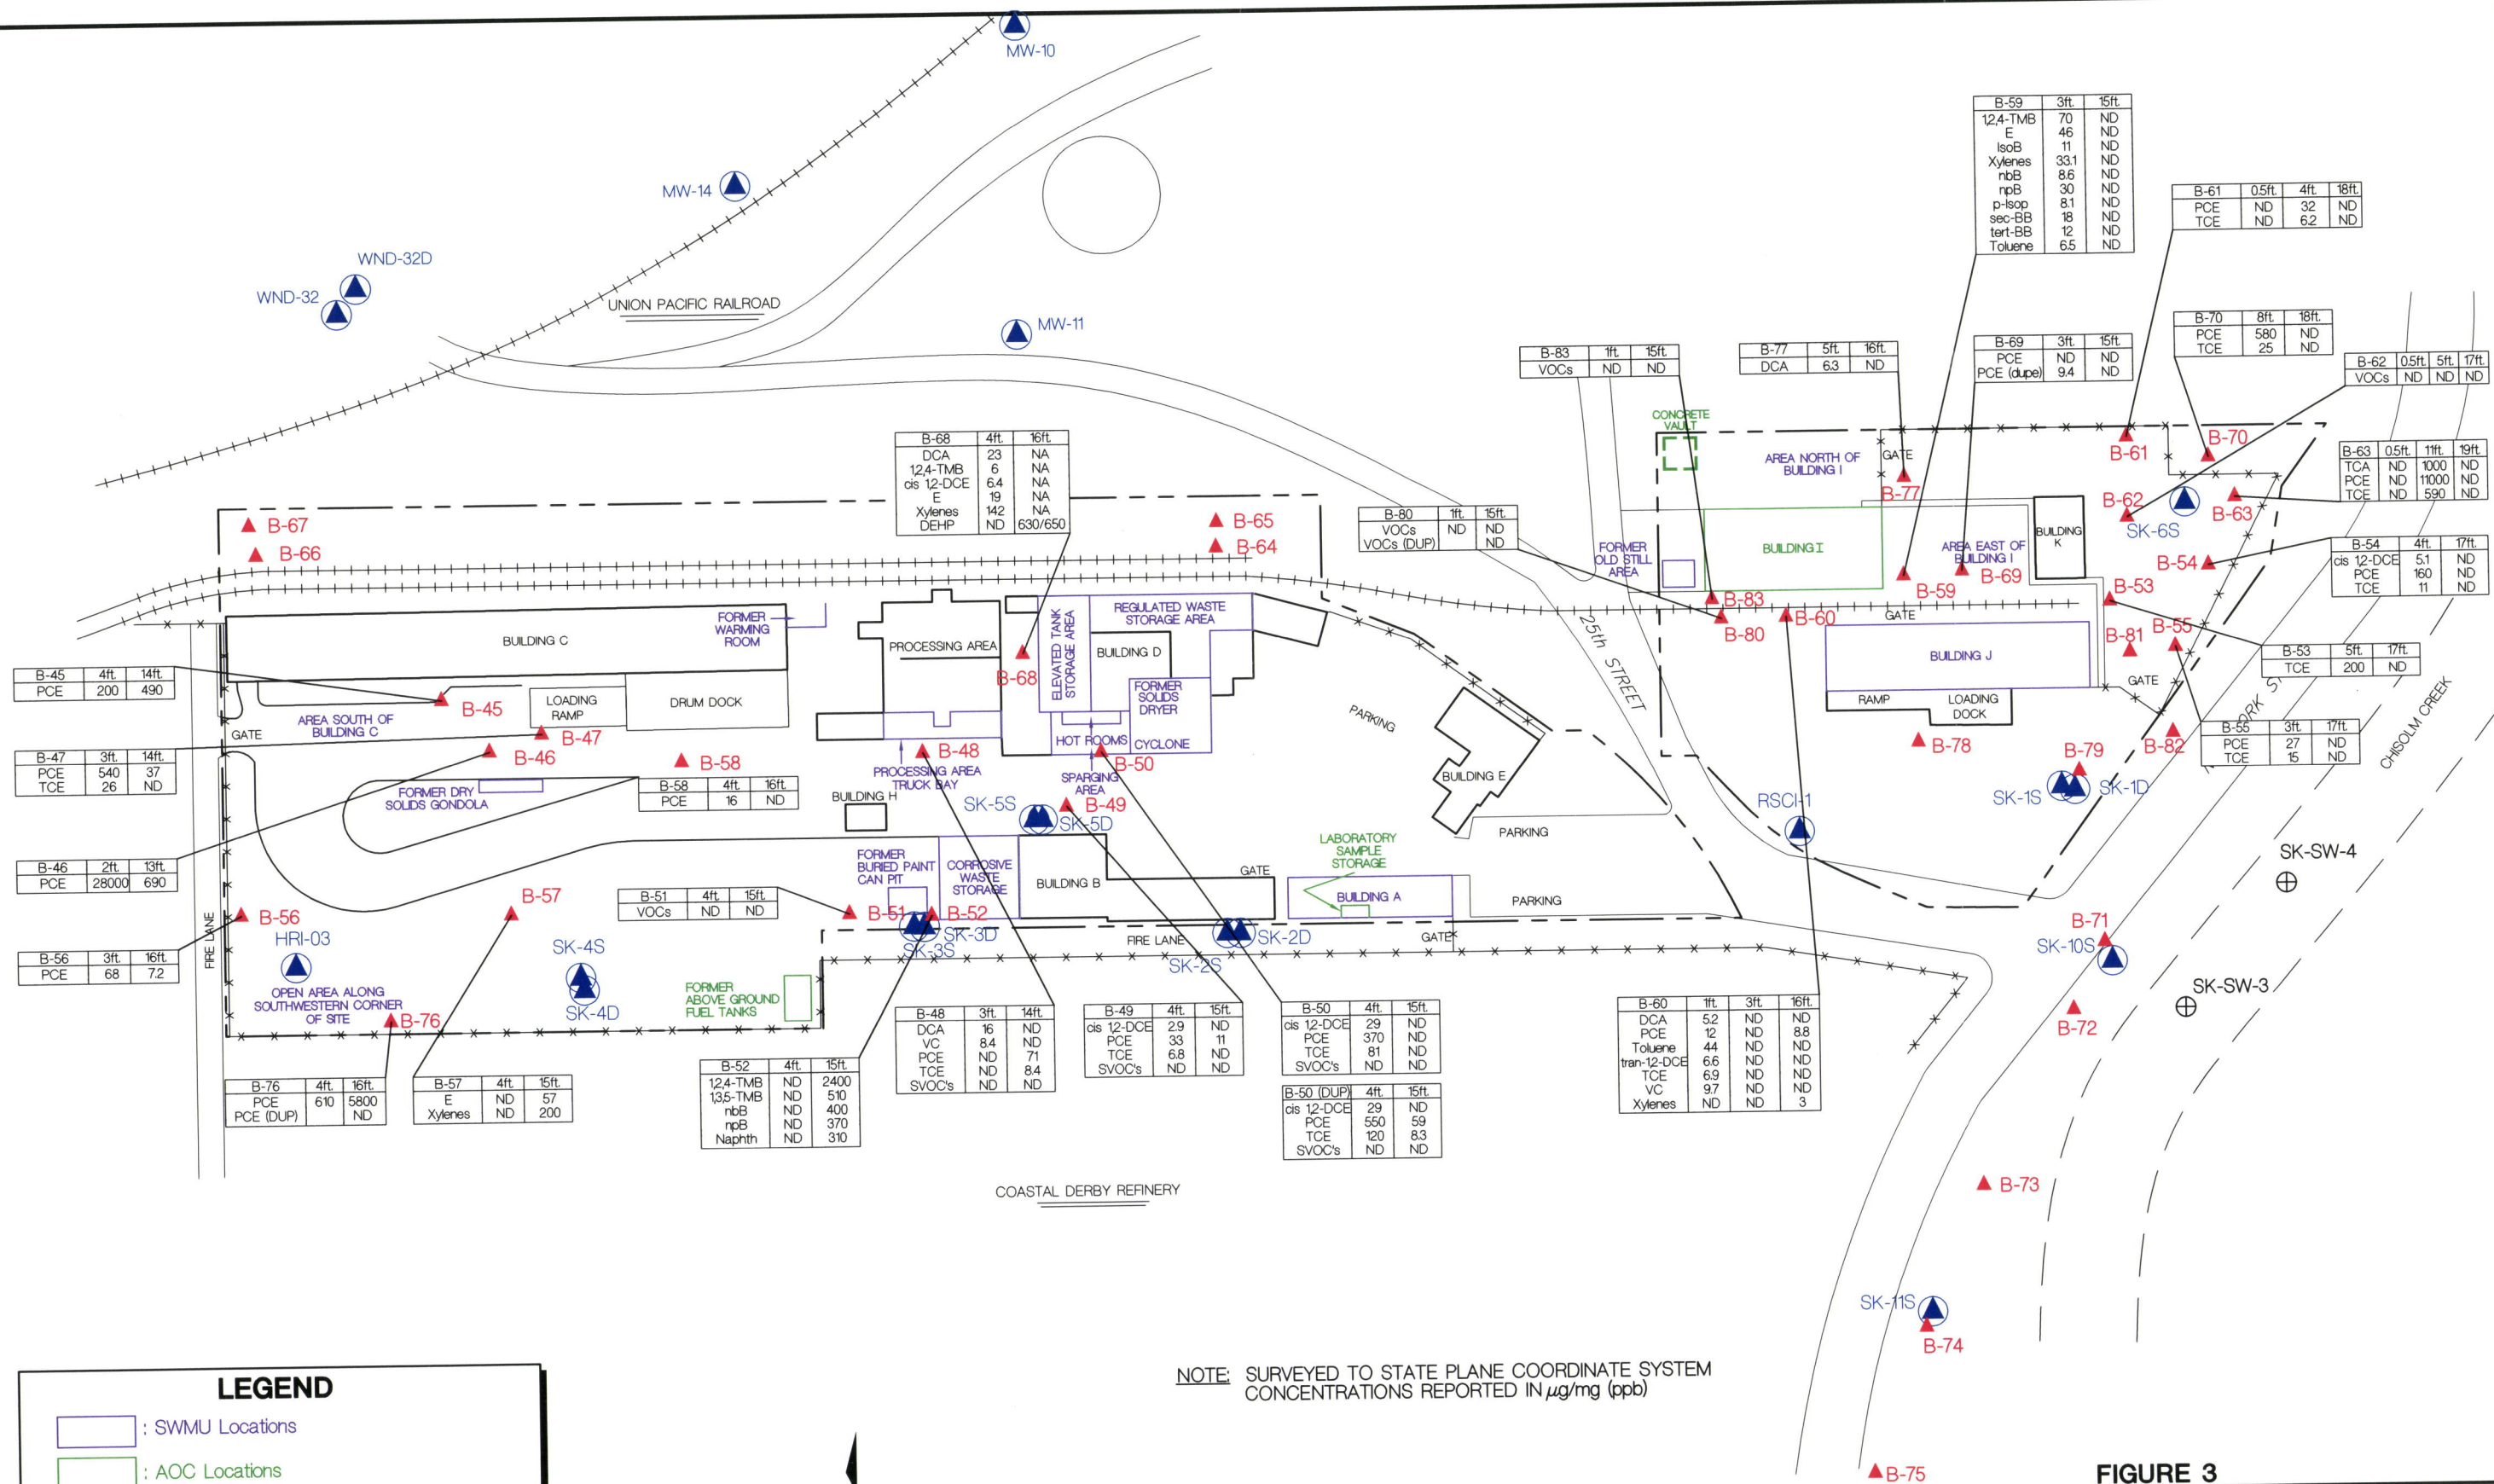 MW-10
MW-14
WND-32D
WND-32
UNION PACIFIC RAILROAD
MW-11
B-59 3ft. 15ft.
1,2,4-TMB 70 ND
E 46 ND
IsoB 11 ND
Xylenes 33.1 ND
nbB 8.6 ND
npB 30 ND
p-Isop 8.1 ND
sec-BB 18 ND
tert-BB 12 ND
Toluene 6.5 ND
B-61 0.5ft. 4ft. 18ft.
PCE ND 32 ND
TCE ND 6.2 ND
B-70 8ft. 18ft.
PCE 580 ND
TCE 25 ND
B-83 1ft. 15ft.
VOCs ND ND
B-77 5ft. 16ft.
DCA 6.3 ND
B-69 3ft. 15ft.
PCE ND ND
PCE (dupe) 9.4 ND
B-62 0.5ft. 5ft. 17ft.
VOCs ND ND ND
B-68 4ft. 16ft.
DCA 23 NA
1,2,4-TMB 6 NA
cis 1,2-DCE 6.4 NA
E 19 NA
Xylenes 142 NA
DEHP ND 630/650
CONCRETE
VAULT
AREA NORTH OF
BUILDING I
GATE
B-77
B-61
B-70
B-63 0.5ft. 11ft. 19ft.
TCA ND 1000 ND
PCE ND 11000 ND
TCE ND 590 ND
B-62
SK-6S
B-63
B-67
B-66
B-65
B-64
B-80 1ft. 15ft.
VOCs ND ND
VOCs (DUP) ND
FORMER
OLD STILL
AREA
BUILDING I
AREA EAST OF
BUILDING I
BUILDING
K
B-54
B-54 4ft. 17ft.
cis 1,2-DCE 5.1 ND
PCE 160 ND
TCE 11 ND
B-59
B-69
B-53
B-83
B-80
B-60
GATE
B-81
B-55
BUILDING C
FORMER
WARMING
ROOM
PROCESSING AREA
B-68
ELEVATED TANK
STORAGE AREA
REGULATED WASTE
STORAGE AREA
BUILDING D
FORMER
SOLIDS
DRYER
25th STREET
BUILDING J
GATE
B-53 5ft. 17ft.
TCE 200 ND
B-45 4ft. 14ft.
PCE 200 490
B-45
LOADING
RAMP
DRUM DOCK
AREA SOUTH OF
BUILDING C
GATE
B-47
HOT ROOMS
CYCLONE
PARKING
RAMP
LOADING
DOCK
B-78
B-79
B-82
B-55 3ft. 17ft.
PCE 27 ND
TCE 15 ND
CHISOLM CREEK
B-47 3ft. 14ft.
PCE 540 37
TCE 26 ND
B-46
B-58
B-48
B-50
PROCESSING AREA
TRUCK BAY
SPARGING
AREA
BUILDING E
FORMER DRY
SOLIDS GONDOLA
B-58 4ft. 16ft.
PCE 16 ND
BUILDING H
SK-5S
SK-5D
B-49
RSCI-1
SK-1S
SK-1D
PARKING
B-46 2ft. 13ft.
PCE 28000 690
FORMER
BURIED PAINT
CAN PIT
CORROSIVE
WASTE
STORAGE
BUILDING B
GATE
LABORATORY
SAMPLE
STORAGE
BUILDING A
PARKING
SK-SW-4
B-51 4ft. 15ft.
VOCs ND ND
B-56
B-57
B-51
B-52
SK-3D
SK-3S
FIRE LANE
SK-2D
SK-2S
GATE
B-71
SK-10S
HRI-03
SK-4S
FIRE LANE
B-56 3ft. 16ft.
PCE 68 7.2
OPEN AREA ALONG
SOUTHWESTERN CORNER
OF SITE
B-76
SK-4D
FORMER
ABOVE GROUND
FUEL TANKS
SK-SW-3
B-72
B-48 3ft. 14ft.
DCA 16 ND
VC 8.4 ND
PCE ND 71
TCE ND 8.4
SVOC's ND ND
B-49 4ft. 15ft.
cis 1,2-DCE 2.9 ND
PCE 33 11
TCE 6.8 ND
SVOC's ND ND
B-50 4ft. 15ft.
cis 1,2-DCE 29 ND
PCE 370 ND
TCE 81 ND
SVOC's ND ND
B-60 1ft. 3ft. 16ft.
DCA 5.2 ND ND
PCE 12 ND 8.8
Toluene 44 ND ND
tran-1,2-DCE 6.6 ND ND
TCE 6.9 ND ND
VC 9.7 ND ND
Xylenes ND ND 3
B-76 4ft. 16ft.
PCE 610 5800
PCE (DUP) ND
B-57 4ft. 15ft.
E ND 57
Xylenes ND 200
B-52 4ft. 15ft.
1,2,4-TMB ND 2400
1,3,5-TMB ND 510
nbB ND 400
npB ND 370
Naphth ND 310
B-50 (DUP) 4ft. 15ft.
cis 1,2-DCE 29 ND
PCE 550 59
TCE 120 8.3
SVOC's ND ND
COASTAL DERBY REFINERY
B-73
SK-11S
B-74
B-75
NOTE: SURVEYED TO STATE PLANE COORDINATE SYSTEM
CONCENTRATIONS REPORTED IN µg/mg (ppb)
LEGEND
: SWMU Locations
: AOC Locations
FIGURE 3